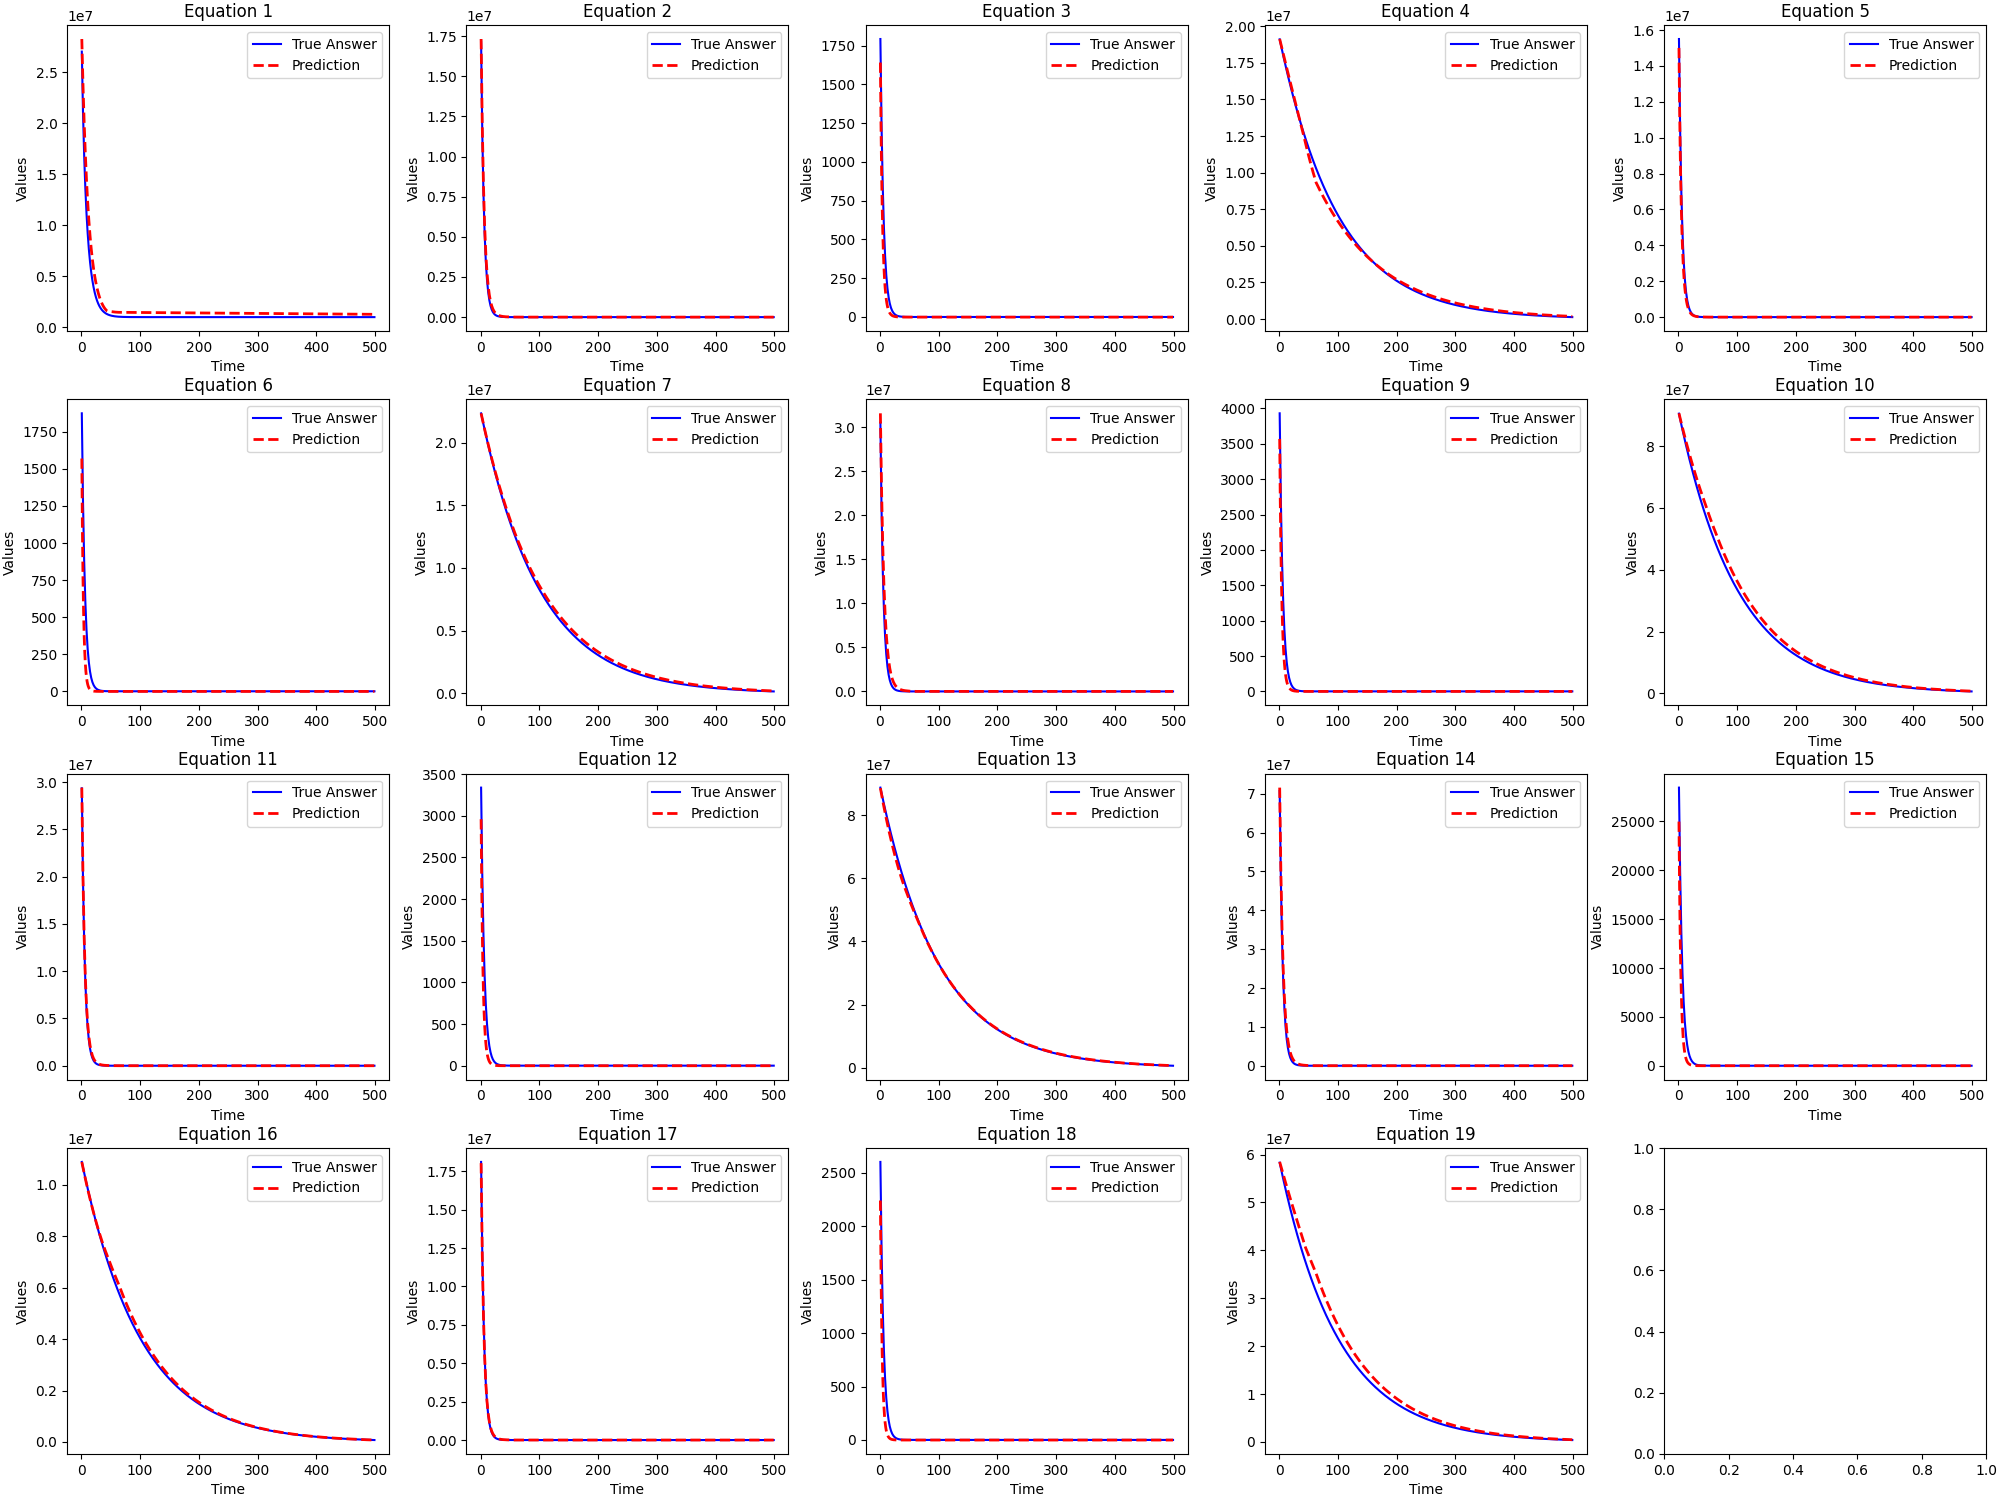 Equation 1
1e7
True Answer
Prediction
Values
2.5
2.0
1.5
1.0
0.5
0.0
0 100 200 300 400 500
Time
Equation 2
1e7
True Answer
Prediction
Values
1.75
1.50
1.25
1.00
0.75
0.50
0.25
0.00
0 100 200 300 400 500
Time
Equation 3
True Answer
Prediction
Values
1750
1500
1250
1000
750
500
250
0
0 100 200 300 400 500
Time
Equation 4
1e7
True Answer
Prediction
Values
2.00
1.75
1.50
1.25
1.00
0.75
0.50
0.25
0.00
0 100 200 300 400 500
Time
Equation 5
1e7
True Answer
Prediction
Values
1.6
1.4
1.2
1.0
0.8
0.6
0.4
0.2
0.0
0 100 200 300 400 500
Time
Equation 6
True Answer
Prediction
Values
1750
1500
1250
1000
750
500
250
0
0 100 200 300 400 500
Time
Equation 7
1e7
True Answer
Prediction
Values
2.0
1.5
1.0
0.5
0.0
0 100 200 300 400 500
Time
Equation 8
1e7
True Answer
Prediction
Values
3.0
2.5
2.0
1.5
1.0
0.5
0.0
0 100 200 300 400 500
Time
Equation 9
True Answer
Prediction
Values
4000
3500
3000
2500
2000
1500
1000
500
0
0 100 200 300 400 500
Time
Equation 10
1e7
True Answer
Prediction
Values
8
6
4
2
0
0 100 200 300 400 500
Time
Equation 11
1e7
True Answer
Prediction
Values
3.0
2.5
2.0
1.5
1.0
0.5
0.0
0 100 200 300 400 500
Time
Equation 12
True Answer
Prediction
Values
3500
3000
2500
2000
1500
1000
500
0
0 100 200 300 400 500
Time
Equation 13
1e7
True Answer
Prediction
Values
8
6
4
2
0
0 100 200 300 400 500
Time
Equation 14
1e7
True Answer
Prediction
Values
7
6
5
4
3
2
1
0
0 100 200 300 400 500
Time
Equation 15
True Answer
Prediction
Values
25000
20000
15000
10000
5000
0
0 100 200 300 400 500
Time
Equation 16
1e7
True Answer
Prediction
Values
1.0
0.8
0.6
0.4
0.2
0.0
0 100 200 300 400 500
Time
Equation 17
1e7
True Answer
Prediction
Values
1.75
1.50
1.25
1.00
0.75
0.50
0.25
0.00
0 100 200 300 400 500
Time
Equation 18
True Answer
Prediction
Values
2500
2000
1500
1000
500
0
0 100 200 300 400 500
Time
Equation 19
1e7
True Answer
Prediction
Values
6
5
4
3
2
1
0
0 100 200 300 400 500
Time
1.0
0.8
0.6
0.4
0.2
0.0
0.0 0.2 0.4 0.6 0.8 1.0